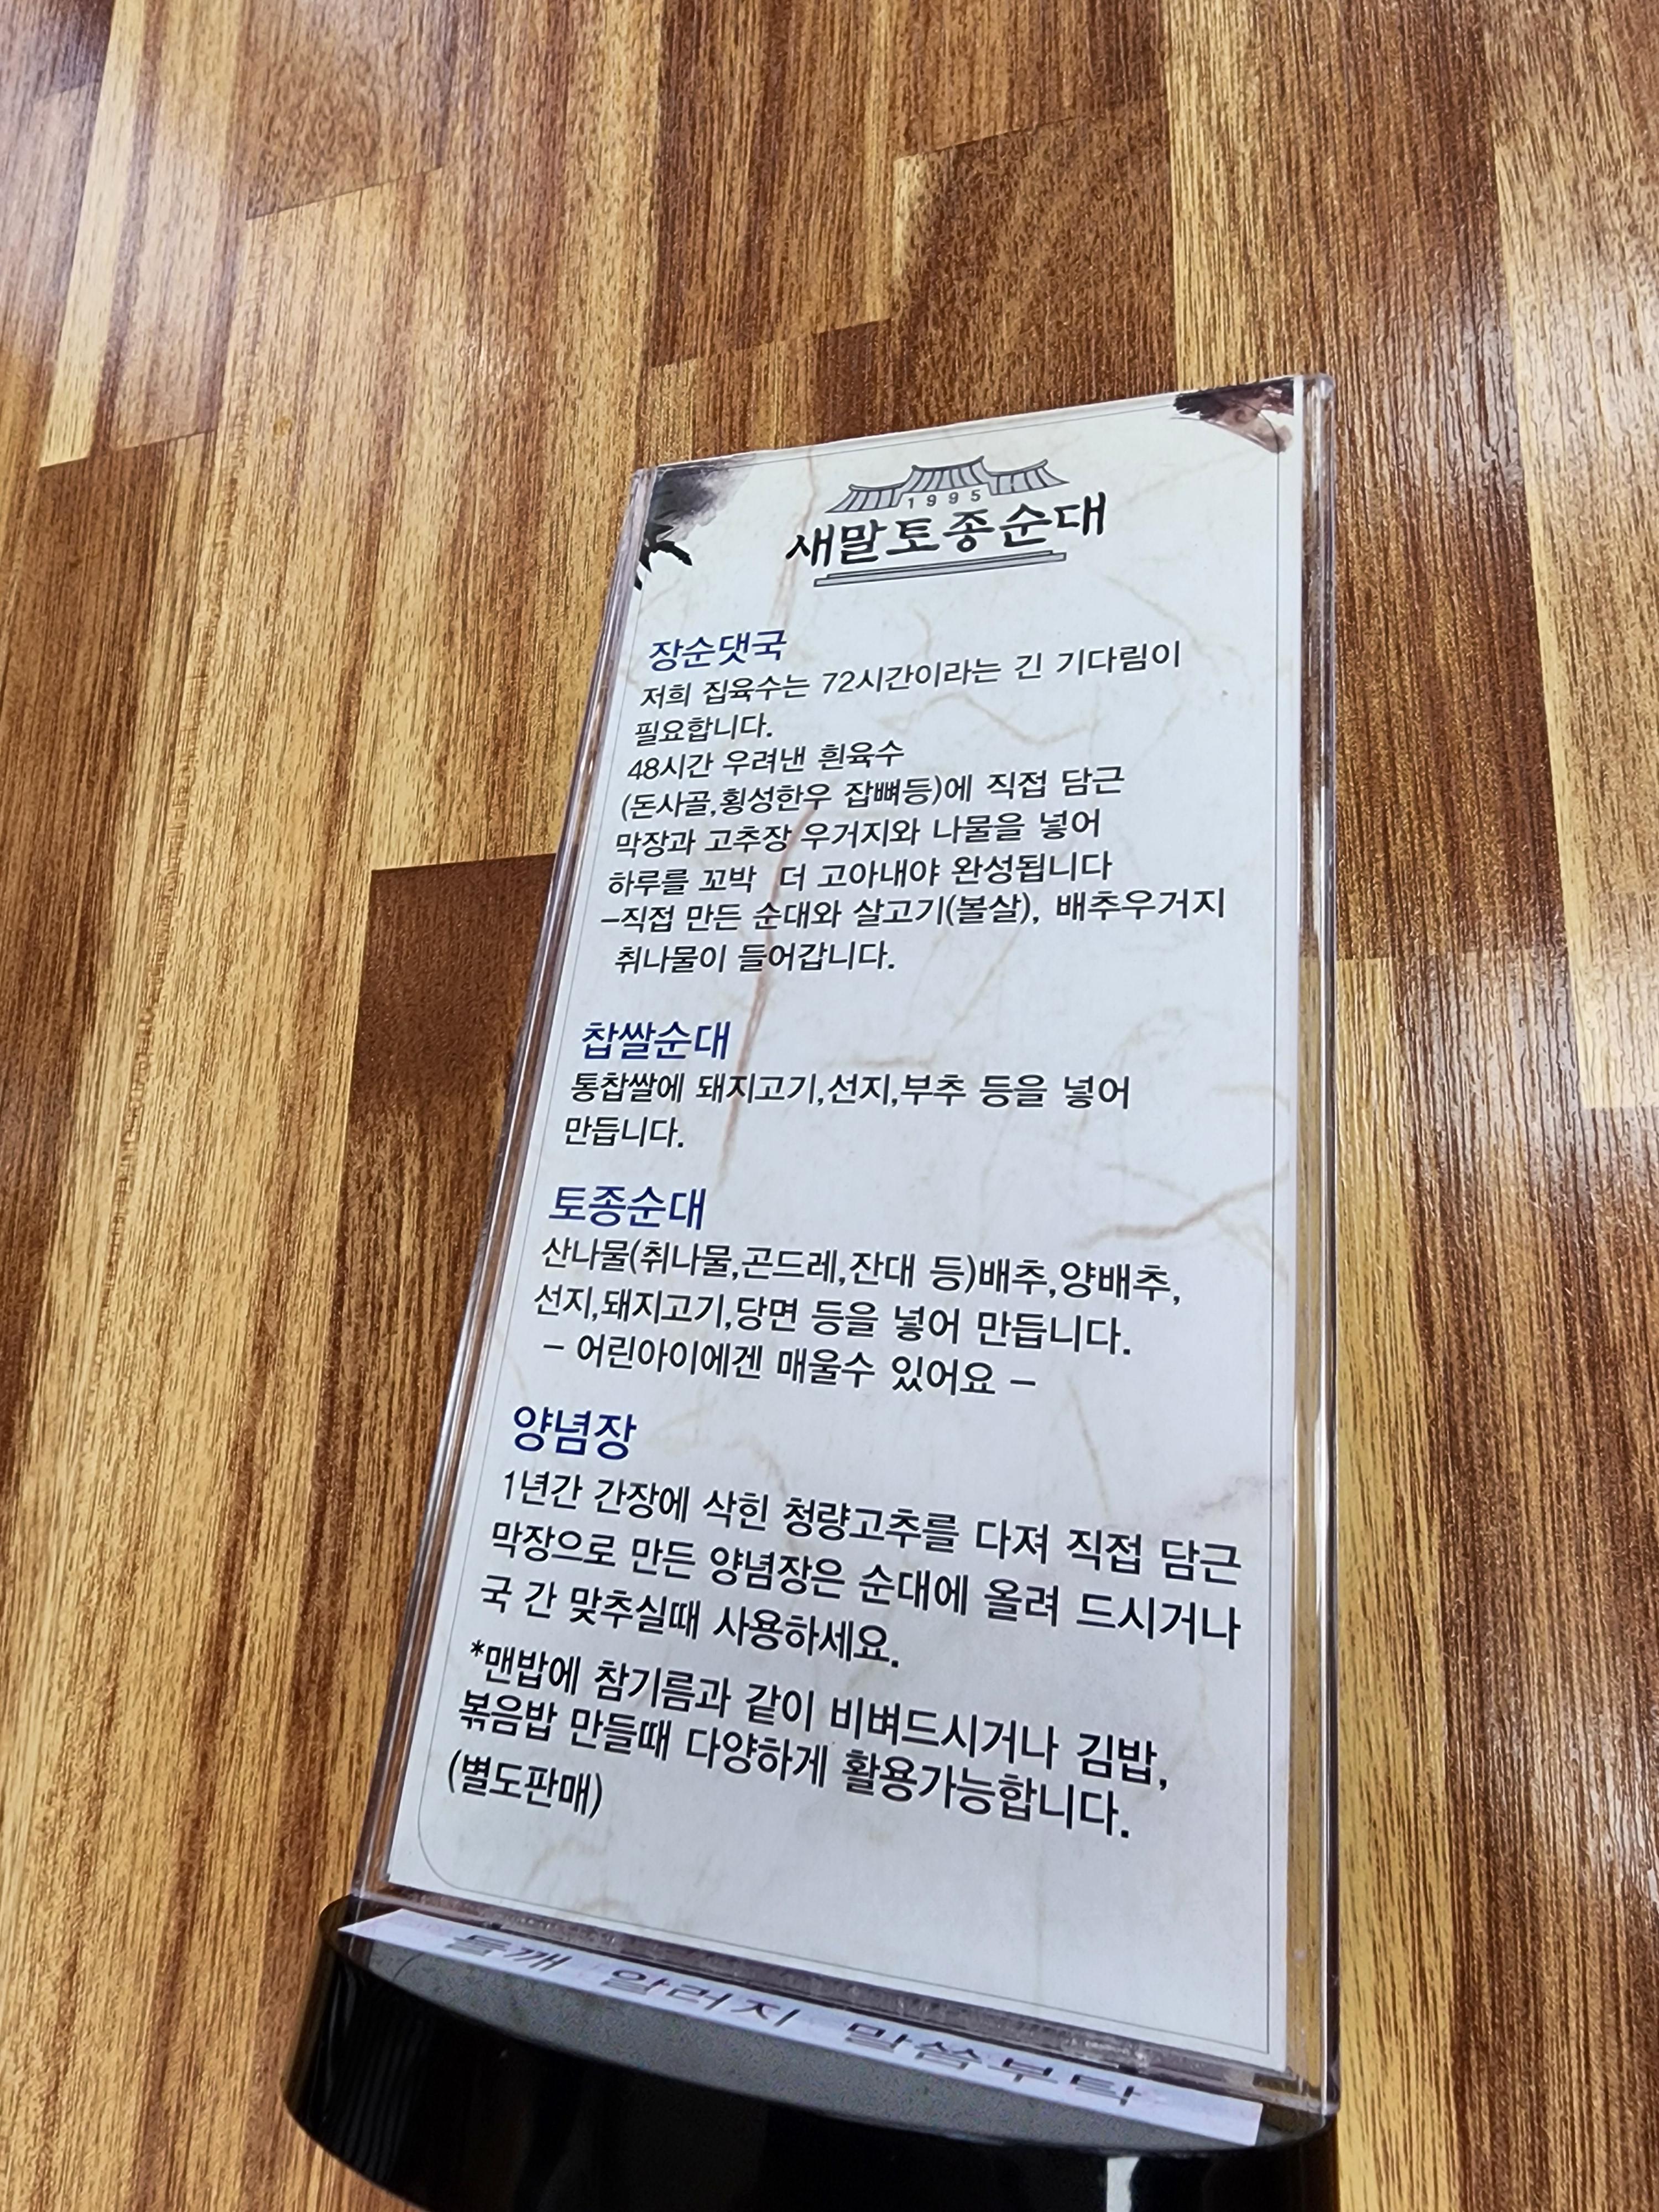 1995
새말토종순대
장순댓국
저희 집육수는 72시간이라는 긴 기다림이
필요합니다.
48시간 우려낸 흰육수
(돈사골,횡성한우 잡뼈등)에 직접 담근
막장과 고추장 우거지와 나물을 넣어
하루를 꼬박 더 고아내야 완성됩니다
-직접 만든 순대와 살고기(볼살), 배추우거지
취나물이 들어갑니다.
찹쌀순대
통찹쌀에 돼지고기,선지,부추 등을 넣어
만듭니다.
토종순대
산나물(취나물,곤드레,잔대 등)배추,양배추,
선지,돼지고기,당면 등을 넣어 만듭니다.
- 어린아이에겐 매울수 있어요 -
양념장
1년간 간장에 삭힌 청량고추를 다져 직접 담근
막장으로 만든 양념장은 순대에 올려 드시거나
국 간 맞추실때 사용하세요.
*맨밥에 참기름과 같이 비벼드시거나 김밥,
볶음밥 만들때 다양하게 활용가능합니다.
(별도판매)
들깨 알러지 말씀부탁